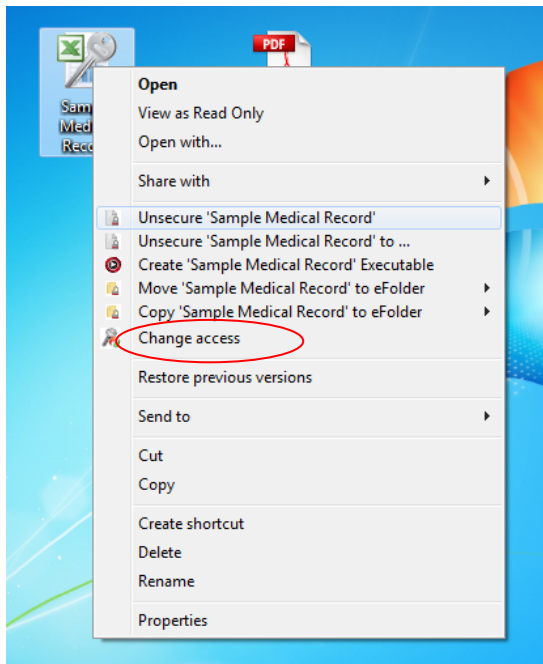 PDF
Open
View as Read Only
Open with...
Share with
Unsecure 'Sample Medical Record'
Unsecure 'Sample Medical Record' to ...
Create 'Sample Medical Record' Executable
Move 'Sample Medical Record' to eFolder
Copy 'Sample Medical Record' to eFolder
Change access
Restore previous versions
Send to
Cut
Copy
Create shortcut
Delete
Rename
Properties